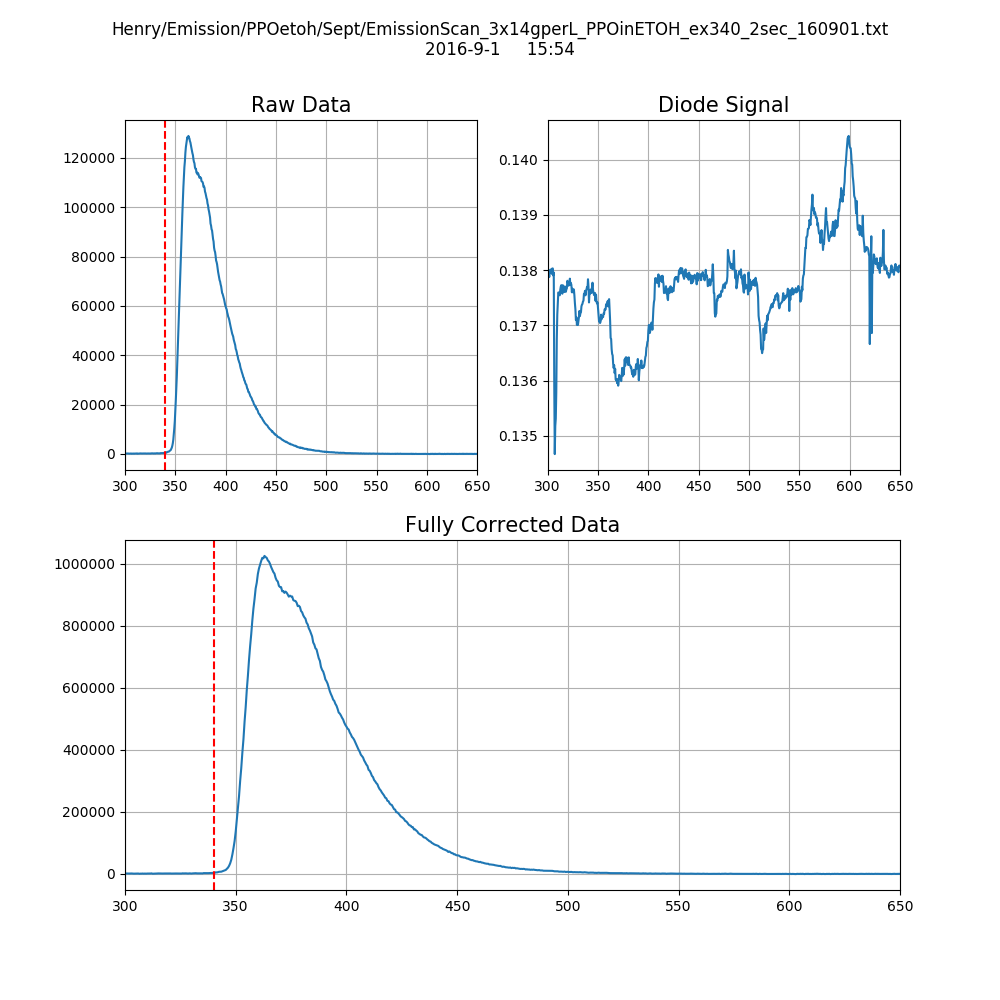 Henry/Emission/PPOetoh/Sept/EmissionScan_3x14gperL_PPOinETOH_ex340_2sec_160901.txt
2016-9-1 15:54
Raw Data
120000
100000
80000
60000
40000
20000
0
300 350 400 450 500 550 600 650
Diode Signal
0.140
0.139
0.138
0.137
0.136
0.135
300 350 400 450 500 550 600 650
Fully Corrected Data
1000000
800000
600000
400000
200000
0
300 350 400 450 500 550 600 650